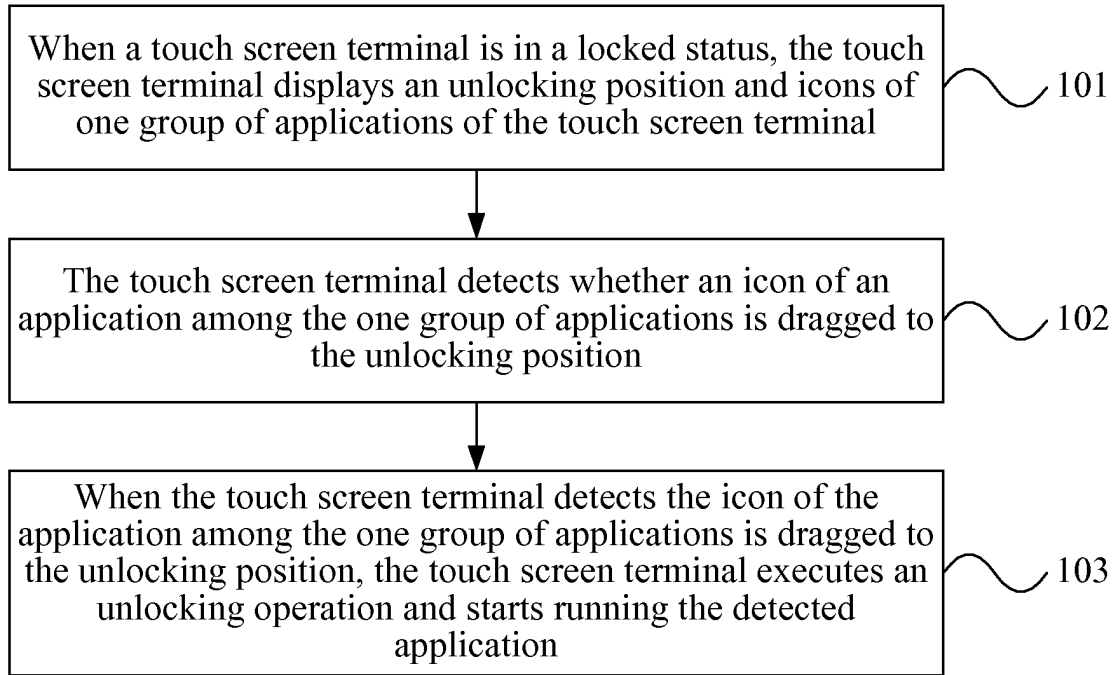 When a touch screen terminal is in a locked status, the touch
screen terminal displays an unlocking position and icons of
one group of applications of the touch screen terminal
101
The touch screen terminal detects whether an icon of an
application among the one group of applications is dragged to
the unlocking position
102
When the touch screen terminal detects the icon of the
application among the one group of applications is dragged to
the unlocking position, the touch screen terminal executes an
unlocking operation and starts running the detected
application
103